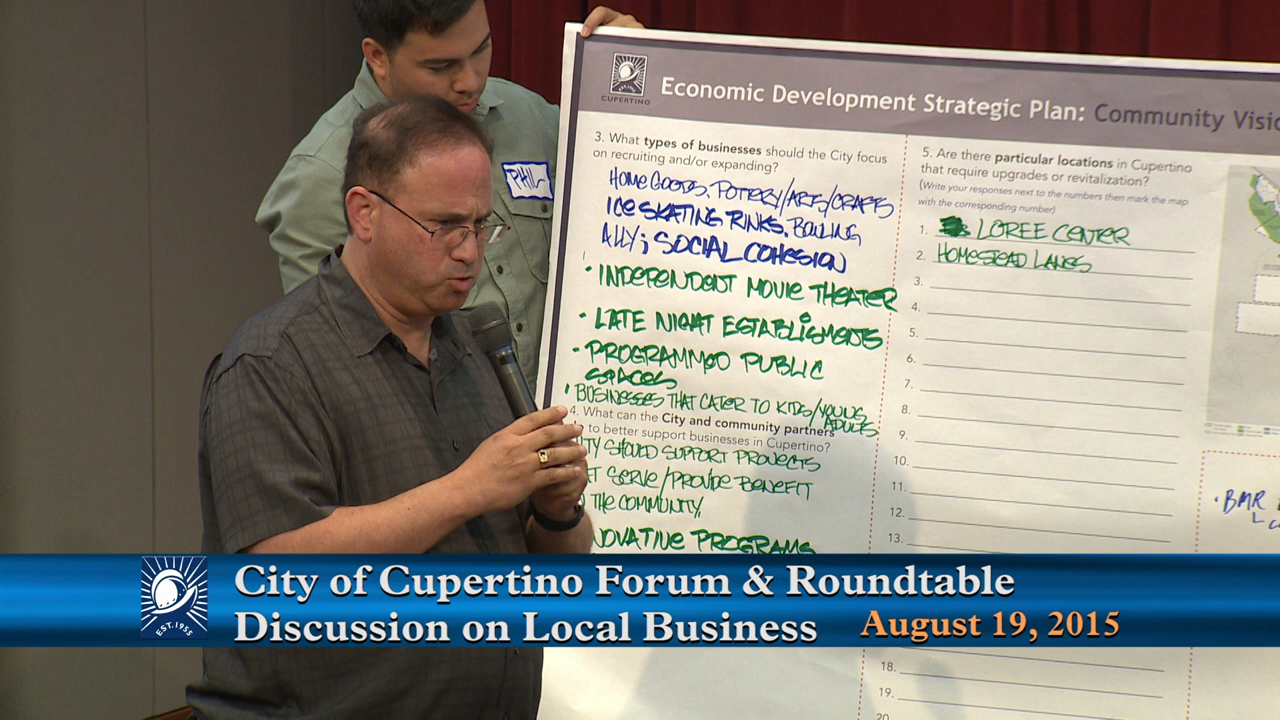 CUPERTINO
Economic Development Strategic Plan: Community Visio
3. What types of businesses should the City focus
on recruiting and/or expanding?
HOME GOODS, POTTERY/ARTS/CRAFTS
ICE SKATING RINKS, BOWLING
ALLY; SOCIAL COHESION
• INDEPENDENT MOVIE THEATER
• LATE NIGHT ESTABLISMENTS
• PROGRAMMED PUBLIC
SPACES
BUSINESSES THAT CATER TO KIDS/YOUNG
ADULTS
4. What can the City and community partners
to better support businesses in Cupertino?
TY SHOULD SUPPORT PROJECTS
T SERVE/PROVIDE BENEFIT
THE COMMUNITY
NOVATIVE PROGRAMS
5. Are there particular locations in Cupertino
that require upgrades or revitalization?
(Write your responses next to the numbers then mark the map
with the corresponding number)
1. LOREE CENTER
2. HOMESTEAD LANES
3.
4.
5.
6.
7.
8.
9.
10.
11.
12.
13.
18.
19.
20
• BMR
PHIL
EST. 1955
City of Cupertino Forum & Roundtable
Discussion on Local Business August 19, 2015